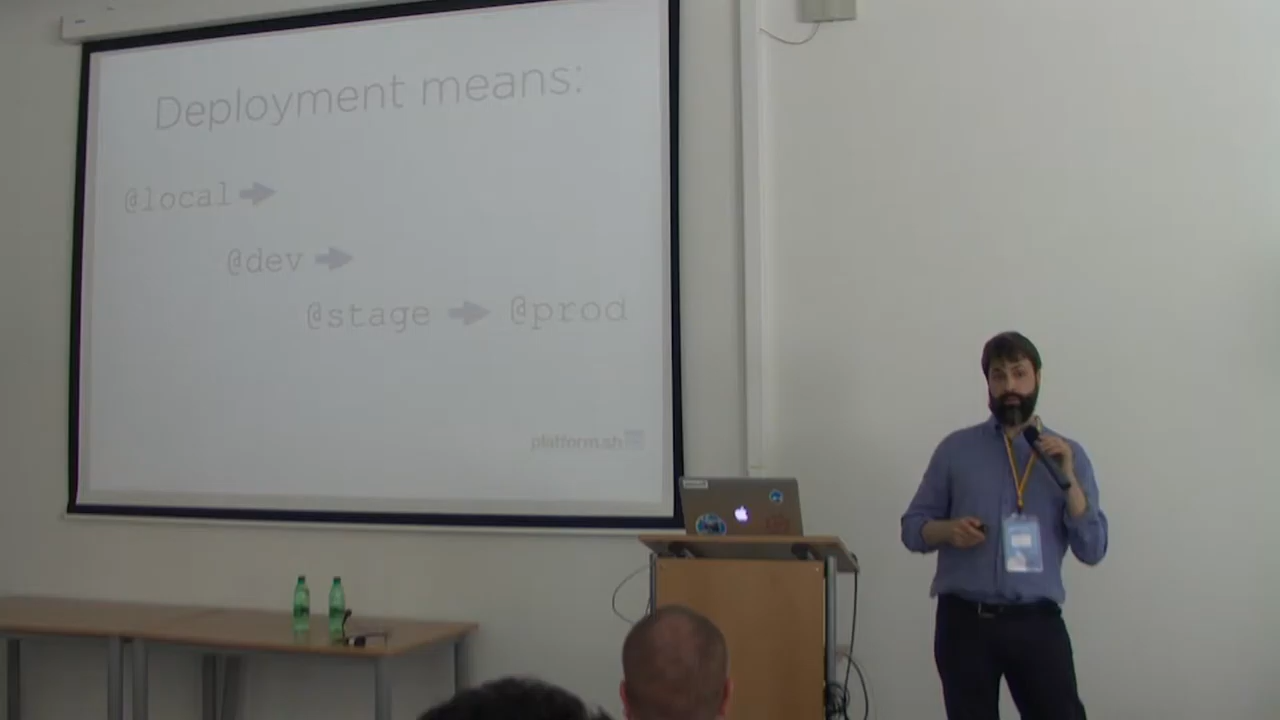 Deployment means:
@local
@dev
@stage @prod
platform.sh